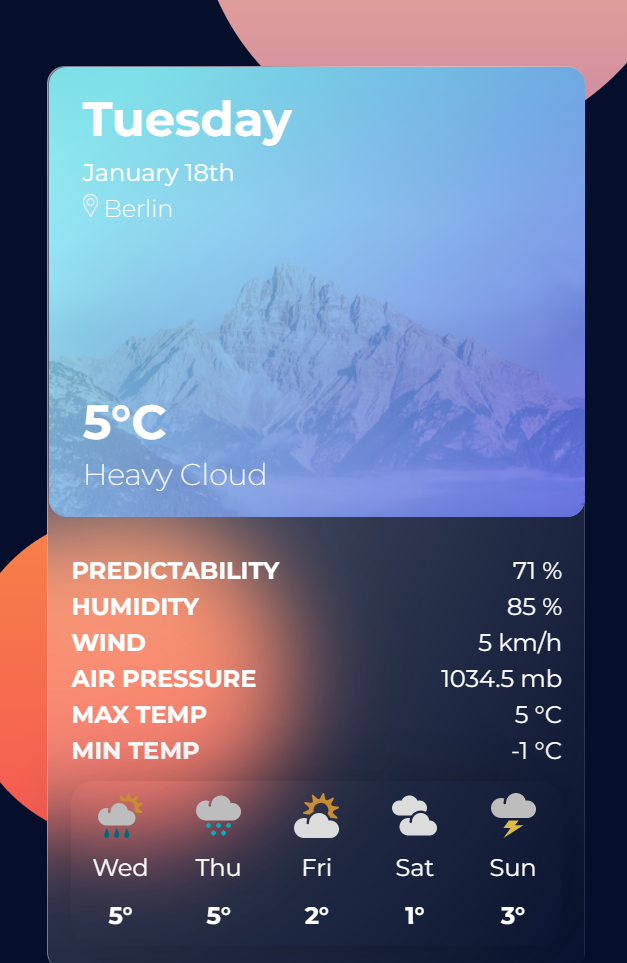 Tuesday
January 18th
Berlin
5°C
Heavy Cloud
PREDICTABILITY 71 %
HUMIDITY 85 %
WIND 5 km/h
AIR PRESSURE 1034.5 mb
MAX TEMP 5 °C
MIN TEMP -1 °C
Wed Thu Fri Sat Sun
5° 5° 2° 1° 3°